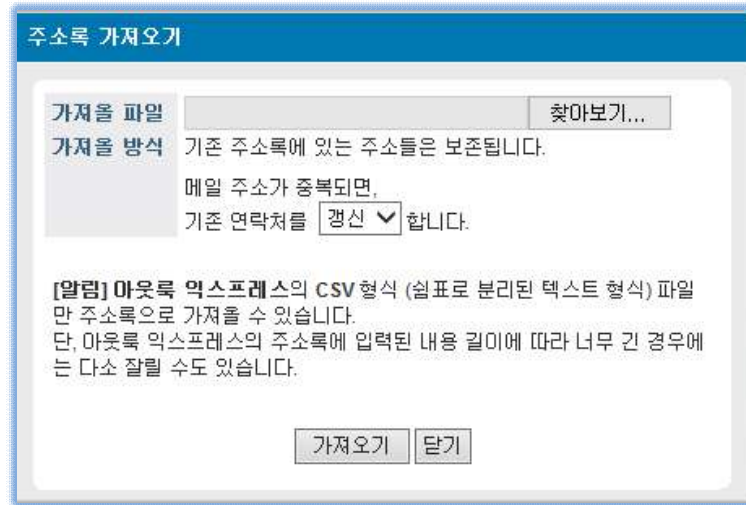 주소록 가져오기
가져올 파일 찾아보기...
가져올 방식 기존 주소록에 있는 주소들은 보존됩니다.
메일 주소가 중복되면,
기존 연락처를 갱신 합니다.
[알림] 아웃룩 익스프레스의 CSV 형식 (쉼표로 분리된 텍스트 형식) 파일
만 주소록으로 가져올 수 있습니다.
단, 아웃룩 익스프레스의 주소록에 입력된 내용 길이에 따라 너무 긴 경우에
는 다소 잘릴 수도 있습니다.
가져오기 닫기